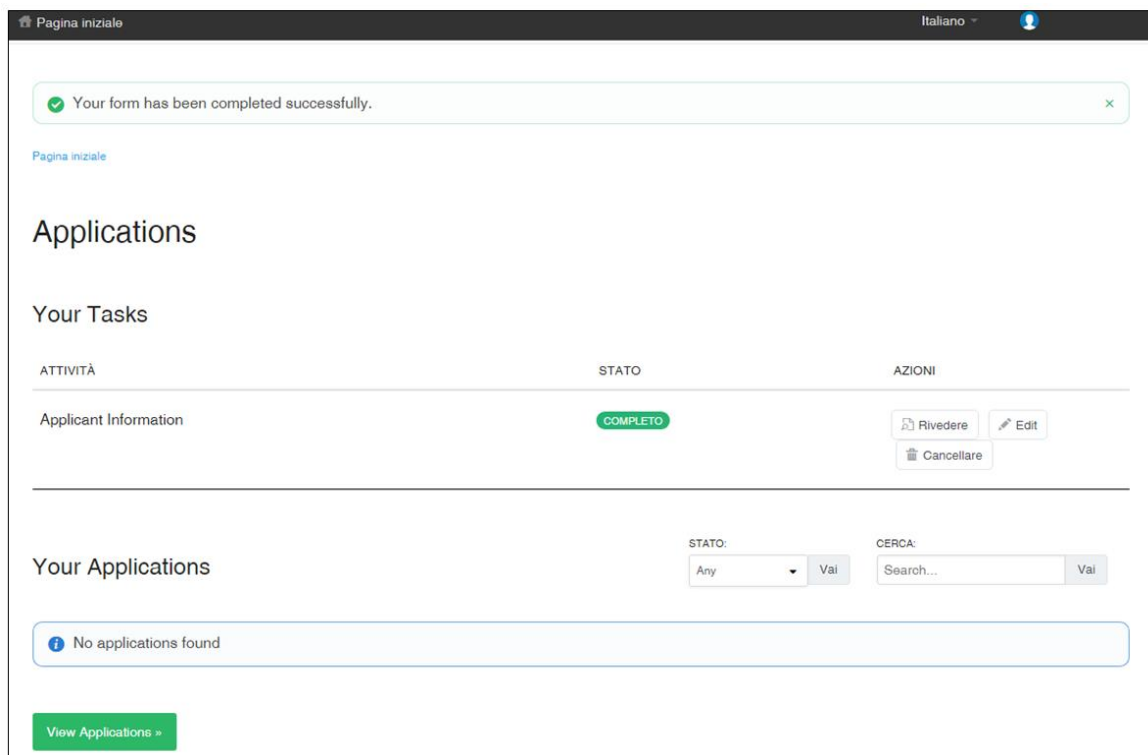 Pagina iniziale Italiano
Your form has been completed successfully. ×
Pagina iniziale
Applications
Your Tasks
ATTIVITÀ STATO AZIONI
Applicant Information COMPLETO Rivedere Edit
Cancellare
STATO: CERCA:
Your Applications Any Vai Search... Vai
No applications found
View Applications »